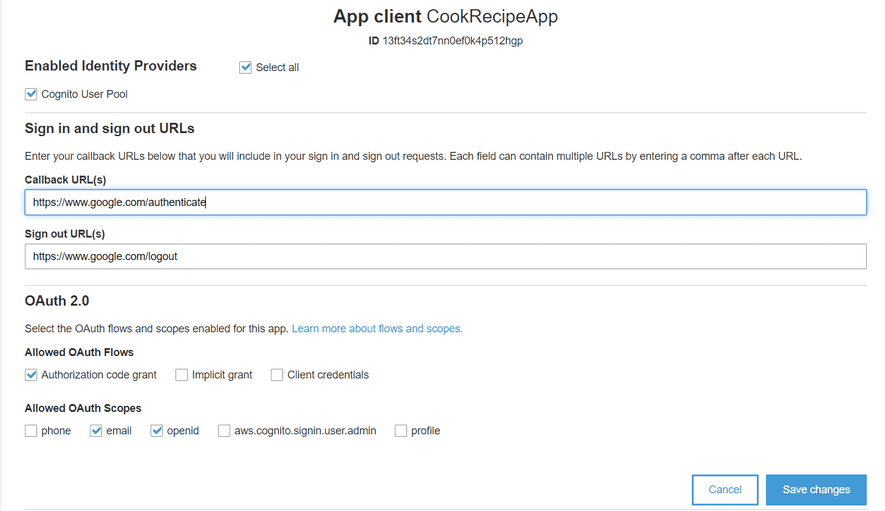 App client CookRecipeApp
ID 13ft34s2dt7nn0ef0k4p512hgp
Enabled Identity Providers
Select all
Cognito User Pool
Sign in and sign out URLs
Enter your callback URLs below that you will include in your sign in and sign out requests. Each field can contain multiple URLs by entering a comma after each URL.
Callback URL(s)
https://www.google.com/authenticate
Sign out URL(s)
https://www.google.com/logout
OAuth 2.0
Select the OAuth flows and scopes enabled for this app. Learn more about flows and scopes.
Allowed OAuth Flows
Authorization code grant Implicit grant Client credentials
Allowed OAuth Scopes
phone email openid aws.cognito.signin.user.admin profile
Cancel Save changes